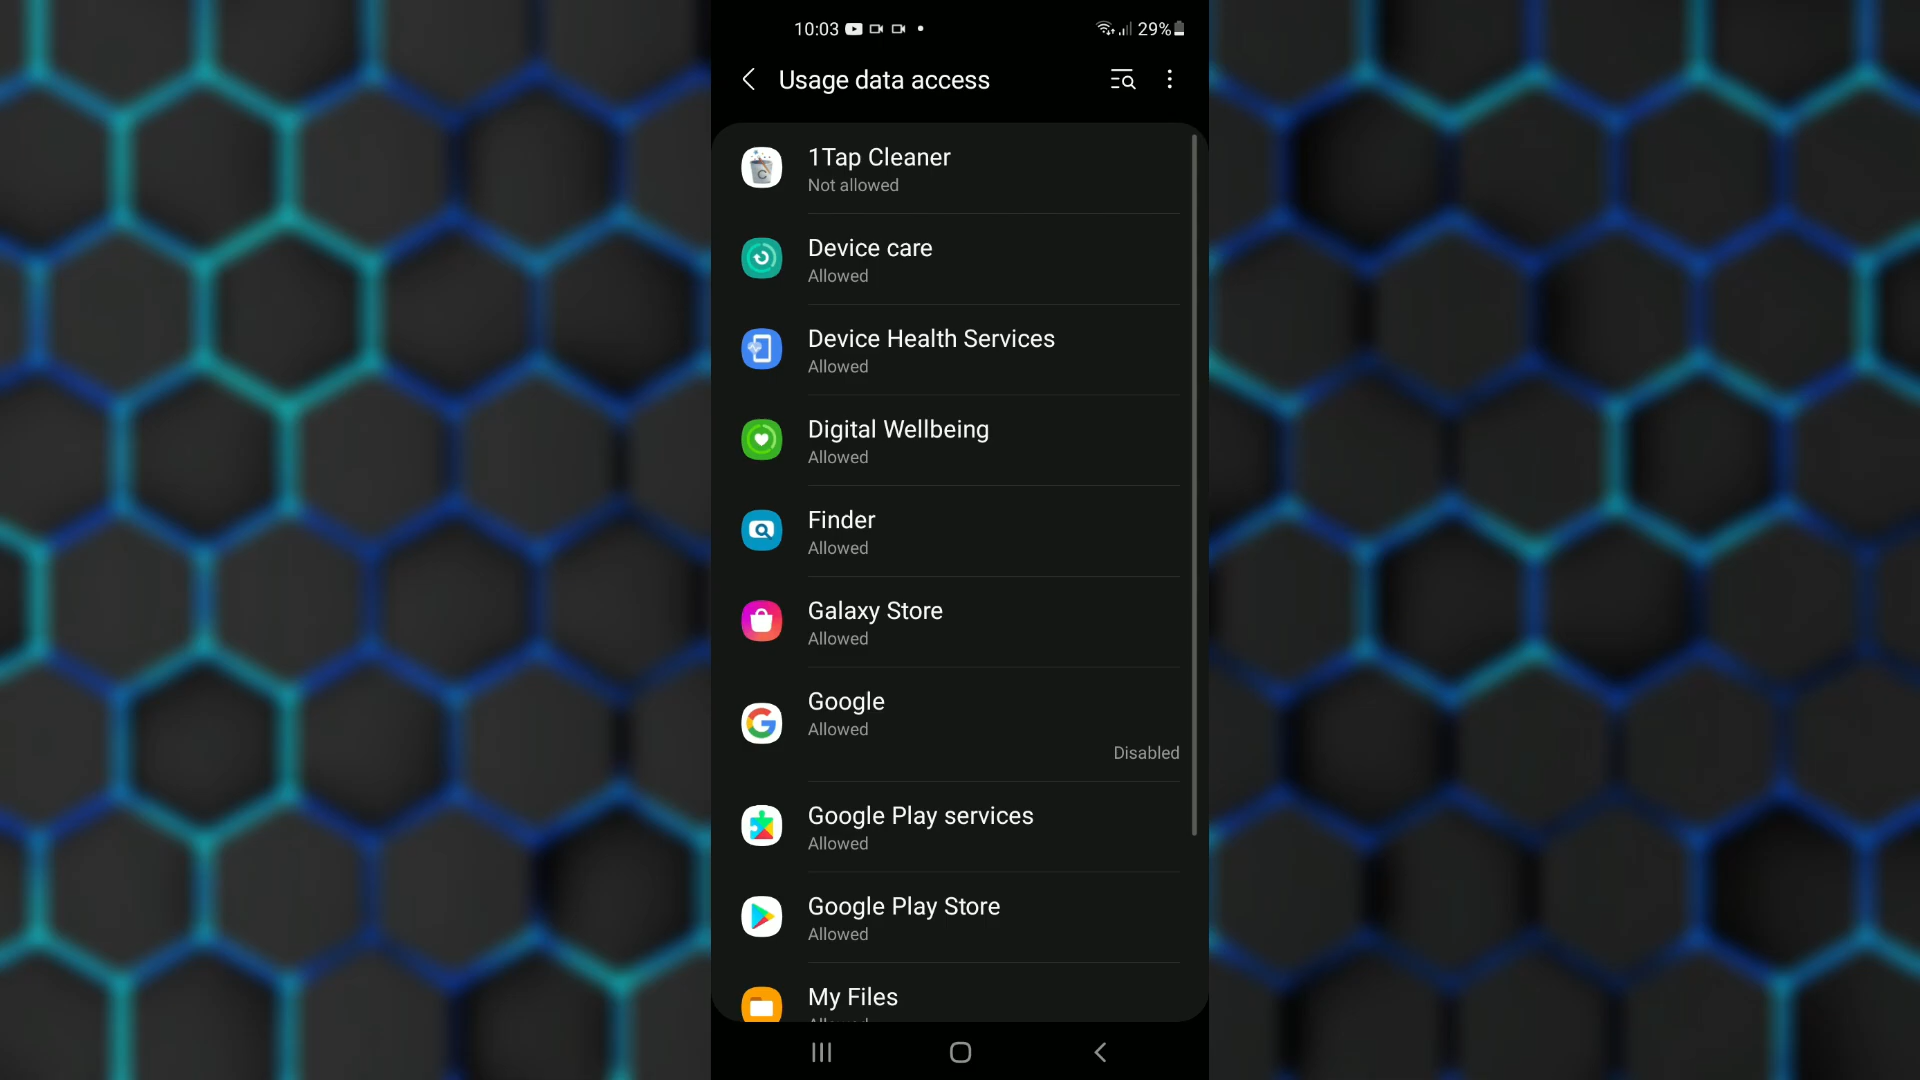 10:03
29%
Usage data access
1Tap Cleaner
Not allowed
Device care
Allowed
Device Health Services
Allowed
Digital Wellbeing
Allowed
Finder
Allowed
Galaxy Store
Allowed
Google
Allowed
Disabled
Google Play services
Allowed
Google Play Store
Allowed
My Files